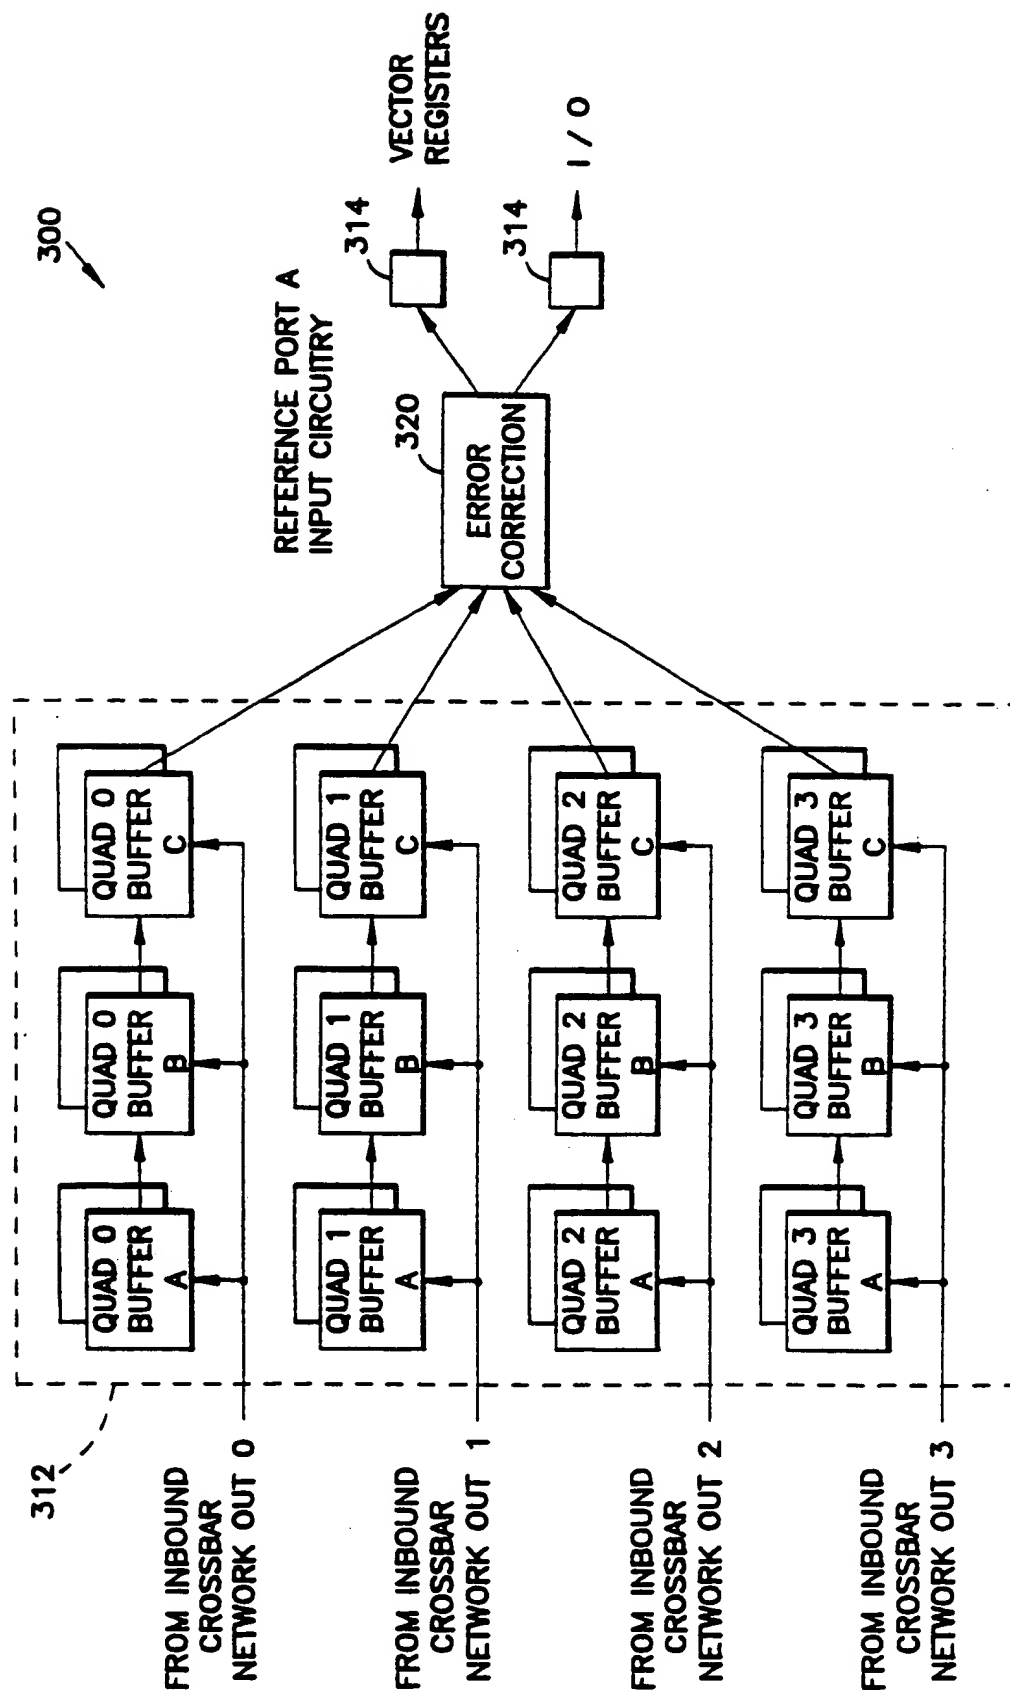 300
REFERENCE PORT A
INPUT CIRCUITRY
312
FROM INBOUND
CROSSBAR
NETWORK OUT 0
QUAD 0
BUFFER
A
QUAD 0
BUFFER
B
QUAD 0
BUFFER
C
FROM INBOUND
CROSSBAR
NETWORK OUT 1
QUAD 1
BUFFER
A
QUAD 1
BUFFER
B
QUAD 1
BUFFER
C
FROM INBOUND
CROSSBAR
NETWORK OUT 2
QUAD 2
BUFFER
A
QUAD 2
BUFFER
B
QUAD 2
BUFFER
C
FROM INBOUND
CROSSBAR
NETWORK OUT 3
QUAD 3
BUFFER
A
QUAD 3
BUFFER
B
QUAD 3
BUFFER
C
320
ERROR
CORRECTION
314
VECTOR
REGISTERS
314
I / O